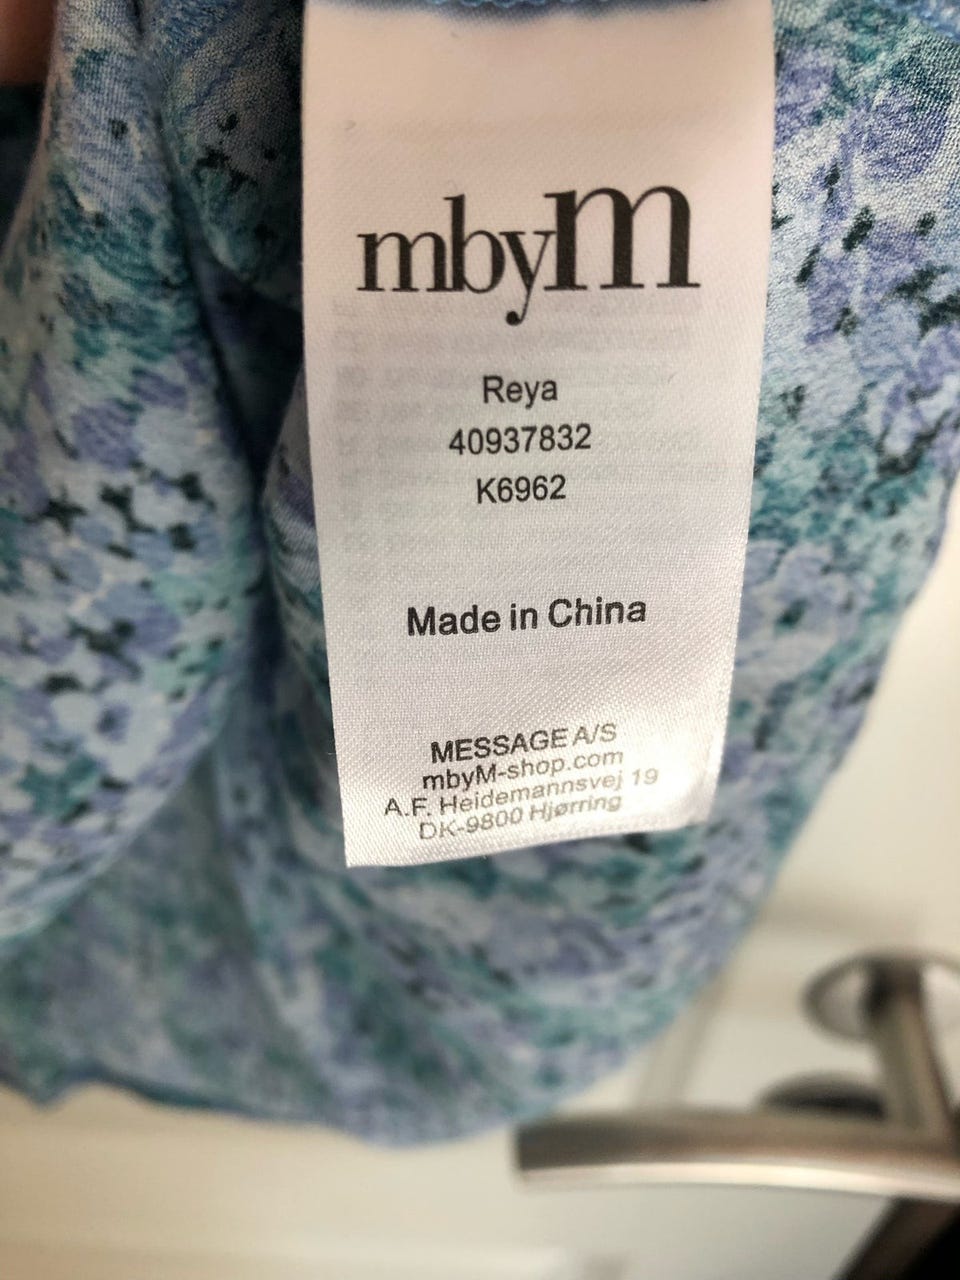 mbyM
Reya
40937832
K6962
Made in China
MESSAGE A/S
mbyM-shop.com
A.F. Heidemannsvej 19
DK-9800 Hjørring